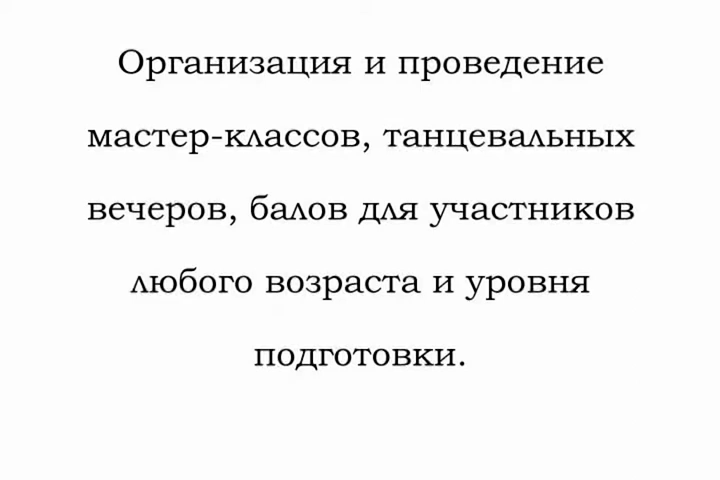 Организация и проведение
мастер-классов, танцевальных
вечеров, балов для участников
любого возраста и уровня
подготовки.